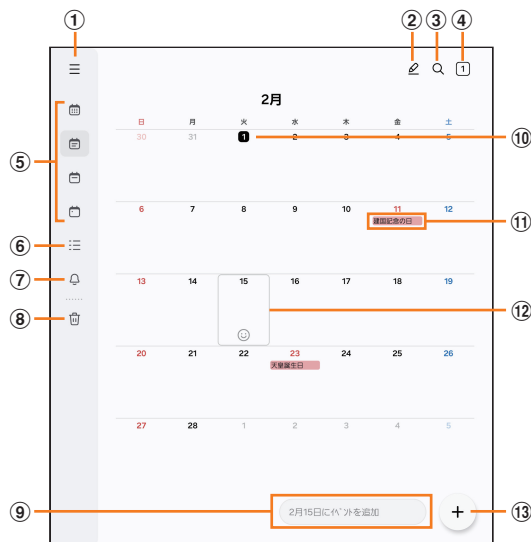 ① ② ③ ④
1
2月
日 月 火 水 木 金 土
30 31 1 2 3 4 5 ⑩
⑤
6 7 8 9 10 11 12
建国記念の日 ⑪
⑥
⑦
13 14 15 16 17 18 19
⑧ ⑫
20 21 22 23 24 25 26
天皇誕生日
27 28 1 2 3 4 5
⑨ 2月15日にイベントを追加 + ⑬